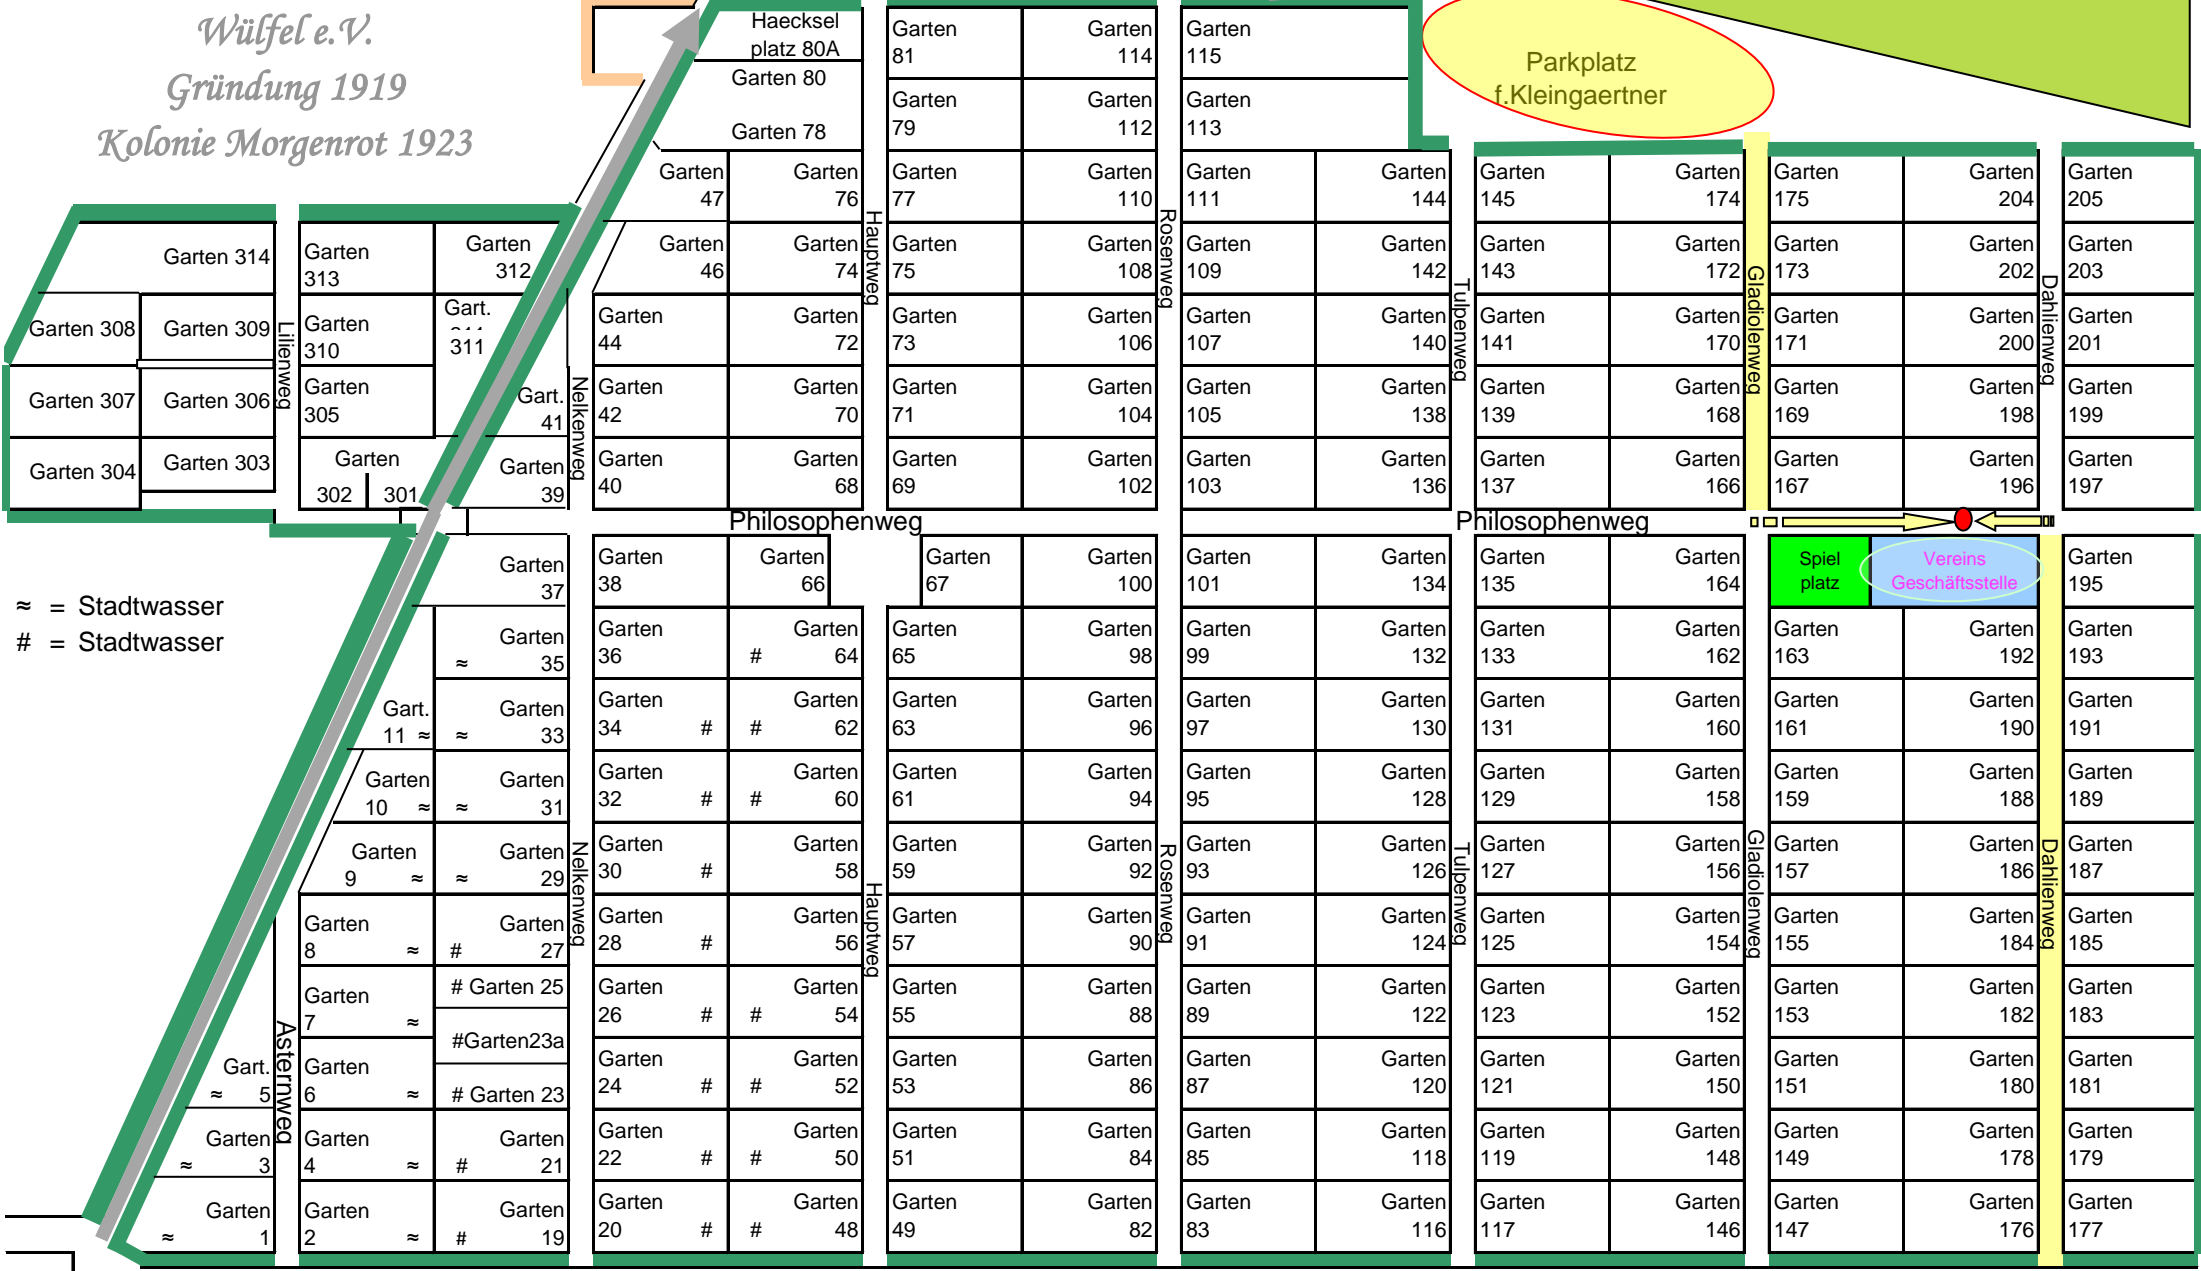 Wülfel e.V.
Gründung 1919
Kolonie Morgenrot 1923
Haecksel
platz 80A
Garten 80
Garten 78
Garten
81
Garten
114
Garten
115
Parkplatz
f.Kleingaertner
Garten
79
Garten
112
Garten
113
Garten
47
Garten
76
Garten
77
Garten
110
Garten
111
Garten
144
Garten
145
Garten
174
Garten
175
Garten
204
Garten
205
Garten 314
Garten
313
Garten
312
Garten
46
Garten
74
Garten
75
Garten
108
Garten
109
Garten
142
Garten
143
Garten
172
Garten
173
Garten
202
Garten
203
Garten 308
Garten 309
Garten
310
Gart.
311
Garten
44
Garten
72
Garten
73
Garten
106
Garten
107
Garten
140
Garten
141
Garten
170
Garten
171
Garten
200
Garten
201
Garten 307
Garten 306
Garten
305
Gart.
41
Garten
42
Garten
70
Garten
71
Garten
104
Garten
105
Garten
138
Garten
139
Garten
168
Garten
169
Garten
198
Garten
199
Garten 304
Garten 303
Garten
302
301
Garten
39
Garten
40
Garten
68
Garten
69
Garten
102
Garten
103
Garten
136
Garten
137
Garten
166
Garten
167
Garten
196
Garten
197
Lilienweg
Nelkenweg
Hauptweg
Rosenweg
Tulpenweg
Gladiolenweg
Dahlienweg
Philosophenweg
Philosophenweg
≈ = Stadtwasser
# = Stadtwasser
Garten
37
Garten
38
Garten
66
Garten
67
Garten
100
Garten
101
Garten
134
Garten
135
Garten
164
Spiel
platz
Vereins
Geschäftsstelle
Garten
195
Garten
≈ 35
Garten
36
Garten
# 64
Garten
65
Garten
98
Garten
99
Garten
132
Garten
133
Garten
162
Garten
163
Garten
192
Garten
193
Gart.
11 ≈
Garten
≈ 33
Garten
34 #
Garten
# 62
Garten
63
Garten
96
Garten
97
Garten
130
Garten
131
Garten
160
Garten
161
Garten
190
Garten
191
Garten
10 ≈
Garten
≈ 31
Garten
32 #
Garten
# 60
Garten
61
Garten
94
Garten
95
Garten
128
Garten
129
Garten
158
Garten
159
Garten
188
Garten
189
Garten
9 ≈
Garten
≈ 29
Garten
30 #
Garten
58
Garten
59
Garten
92
Garten
93
Garten
126
Garten
127
Garten
156
Garten
157
Garten
186
Garten
187
Garten
8 ≈
Garten
# 27
Garten
28 #
Garten
56
Garten
57
Garten
90
Garten
91
Garten
124
Garten
125
Garten
154
Garten
155
Garten
184
Garten
185
Garten
7 ≈
# Garten 25
#Garten23a
Garten
26 #
Garten
# 54
Garten
55
Garten
88
Garten
89
Garten
122
Garten
123
Garten
152
Garten
153
Garten
182
Garten
183
Gart.
≈ 5
Garten
6 ≈
# Garten 23
Garten
24 #
Garten
# 52
Garten
53
Garten
86
Garten
87
Garten
120
Garten
121
Garten
150
Garten
151
Garten
180
Garten
181
Garten
≈ 3
Garten
4 ≈
Garten
# 21
Garten
22 #
Garten
# 50
Garten
51
Garten
84
Garten
85
Garten
118
Garten
119
Garten
148
Garten
149
Garten
178
Garten
179
Garten
≈ 1
Garten
2 ≈
Garten
# 19
Garten
20 #
Garten
# 48
Garten
49
Garten
82
Garten
83
Garten
116
Garten
117
Garten
146
Garten
147
Garten
176
Garten
177
Asternweg
Nelkenweg
Hauptweg
Rosenweg
Tulpenweg
Gladiolenweg
Dahlienweg